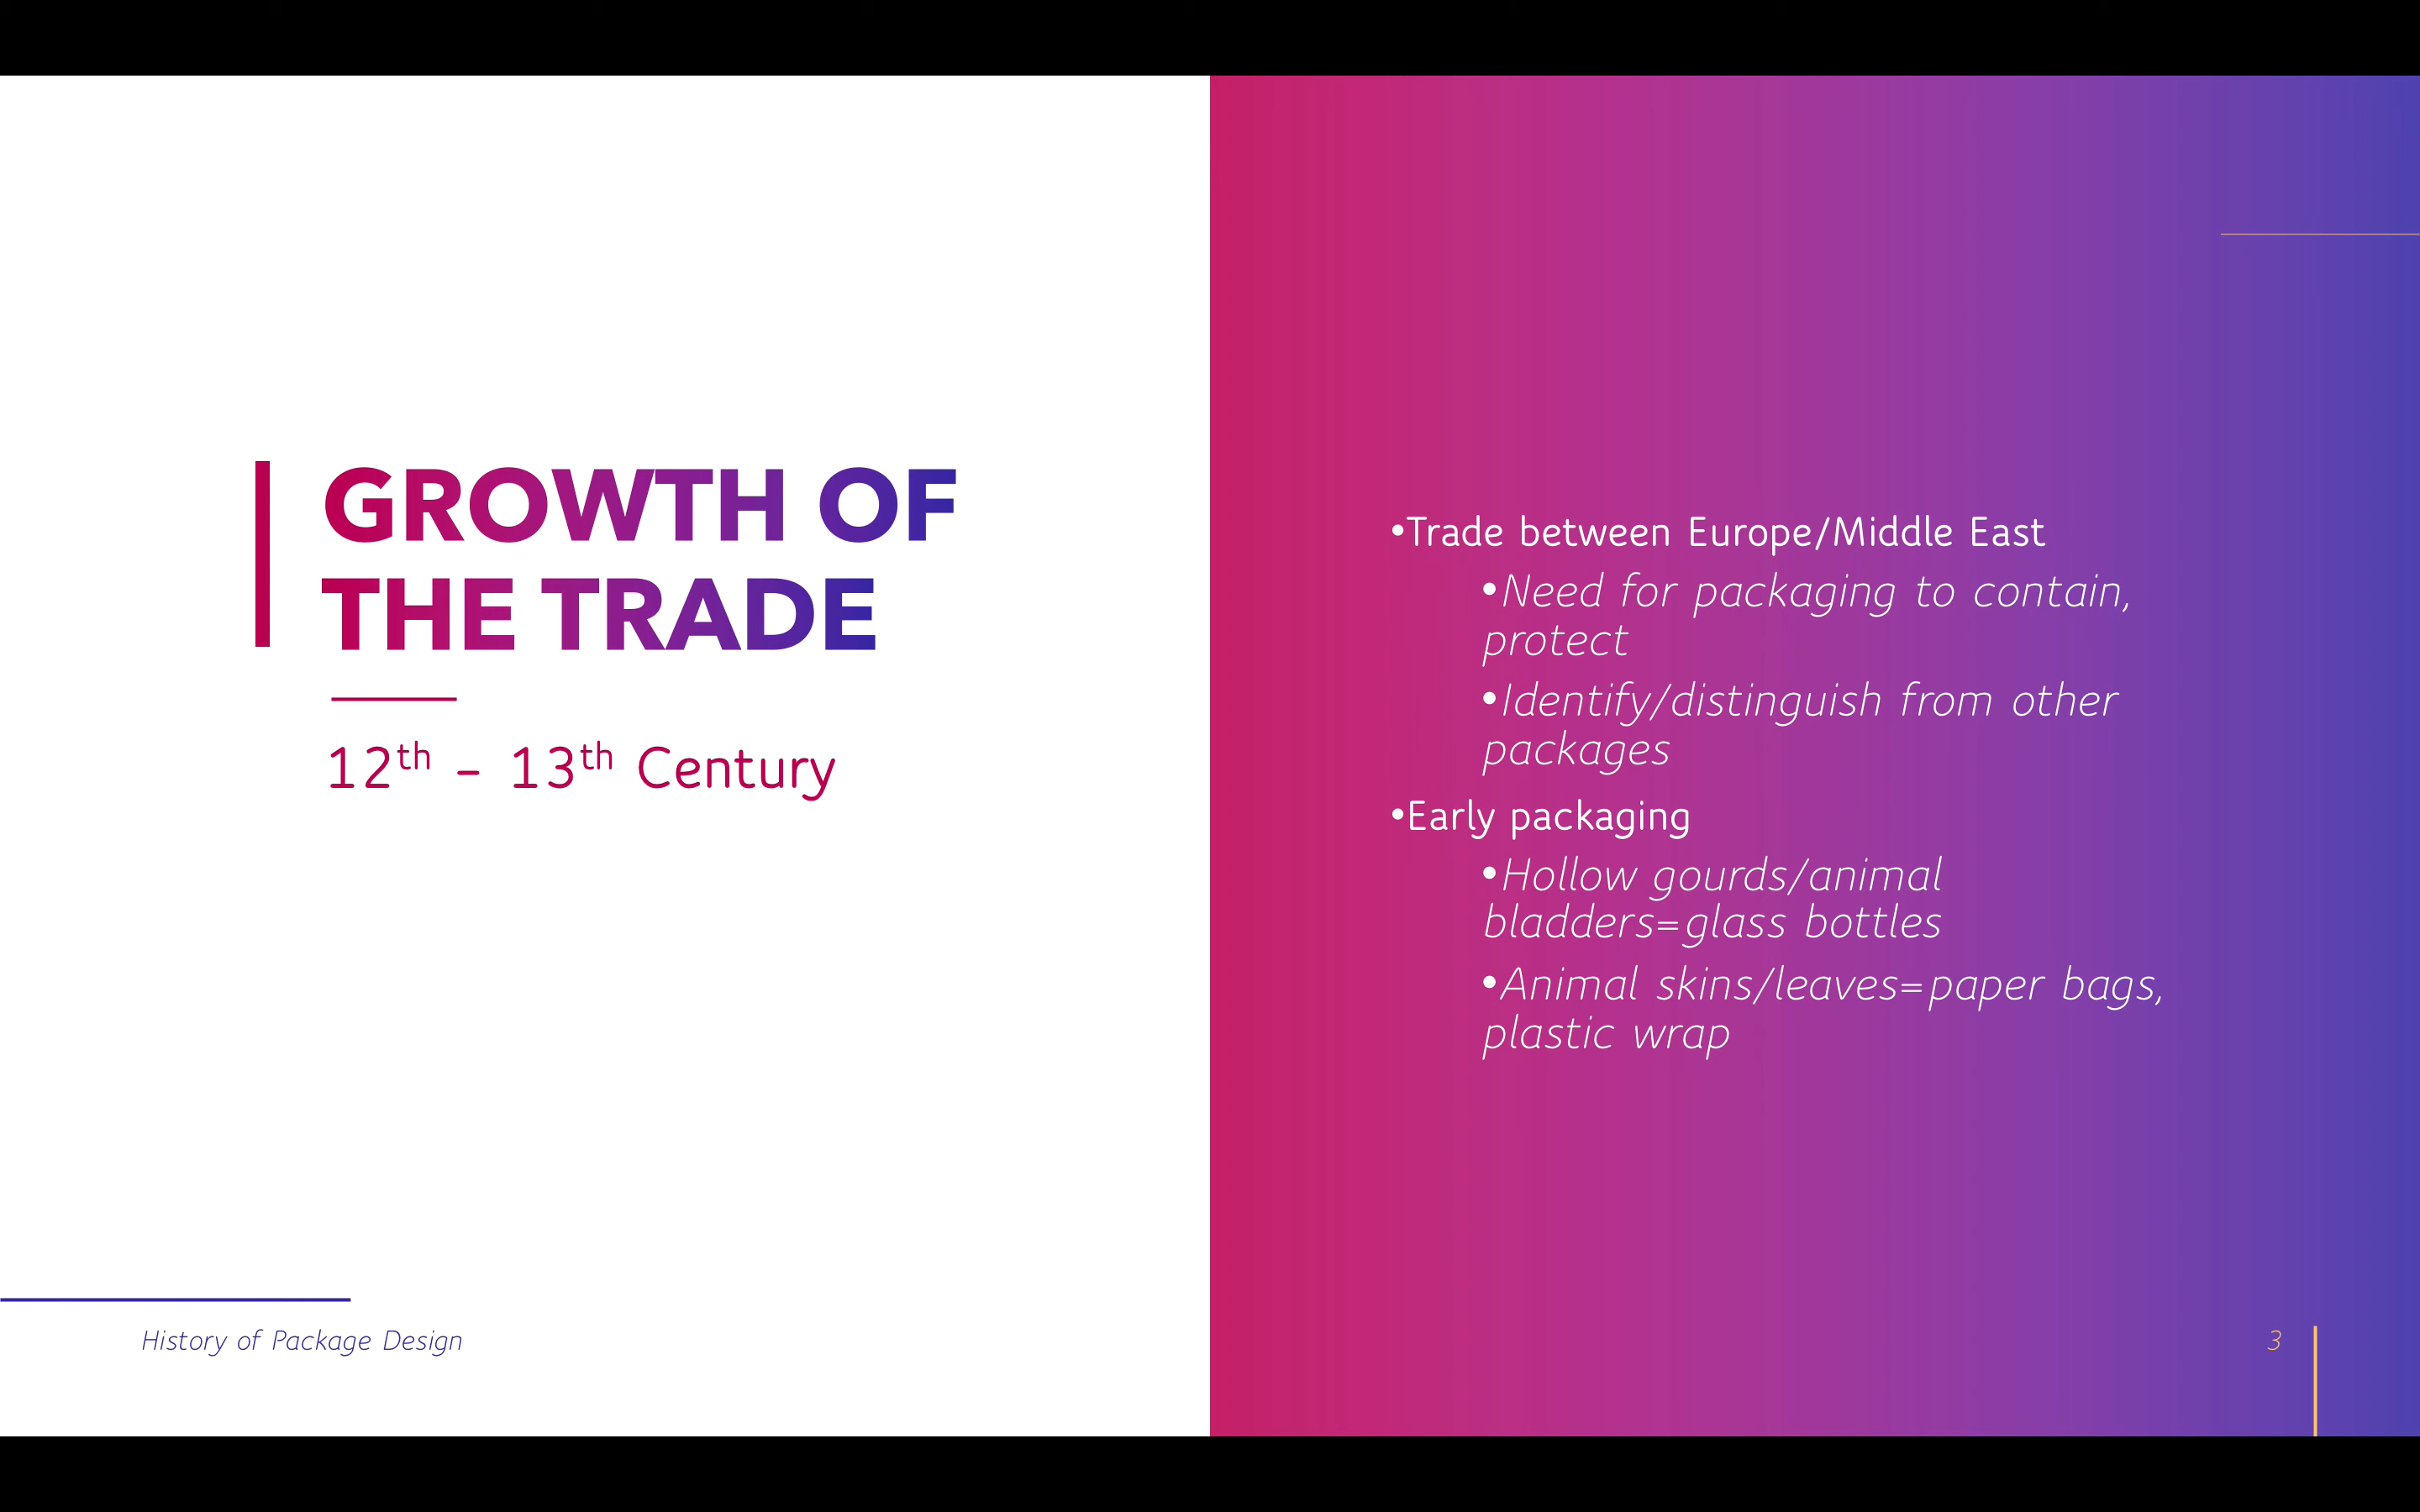 GROWTH OF
THE TRADE
12th – 13th Century
•Trade between Europe/Middle East
•Need for packaging to contain,
protect
•Identify/distinguish from other
packages
•Early packaging
•Hollow gourds/animal
bladders=glass bottles
•Animal skins/leaves=paper bags,
plastic wrap
History of Package Design
3